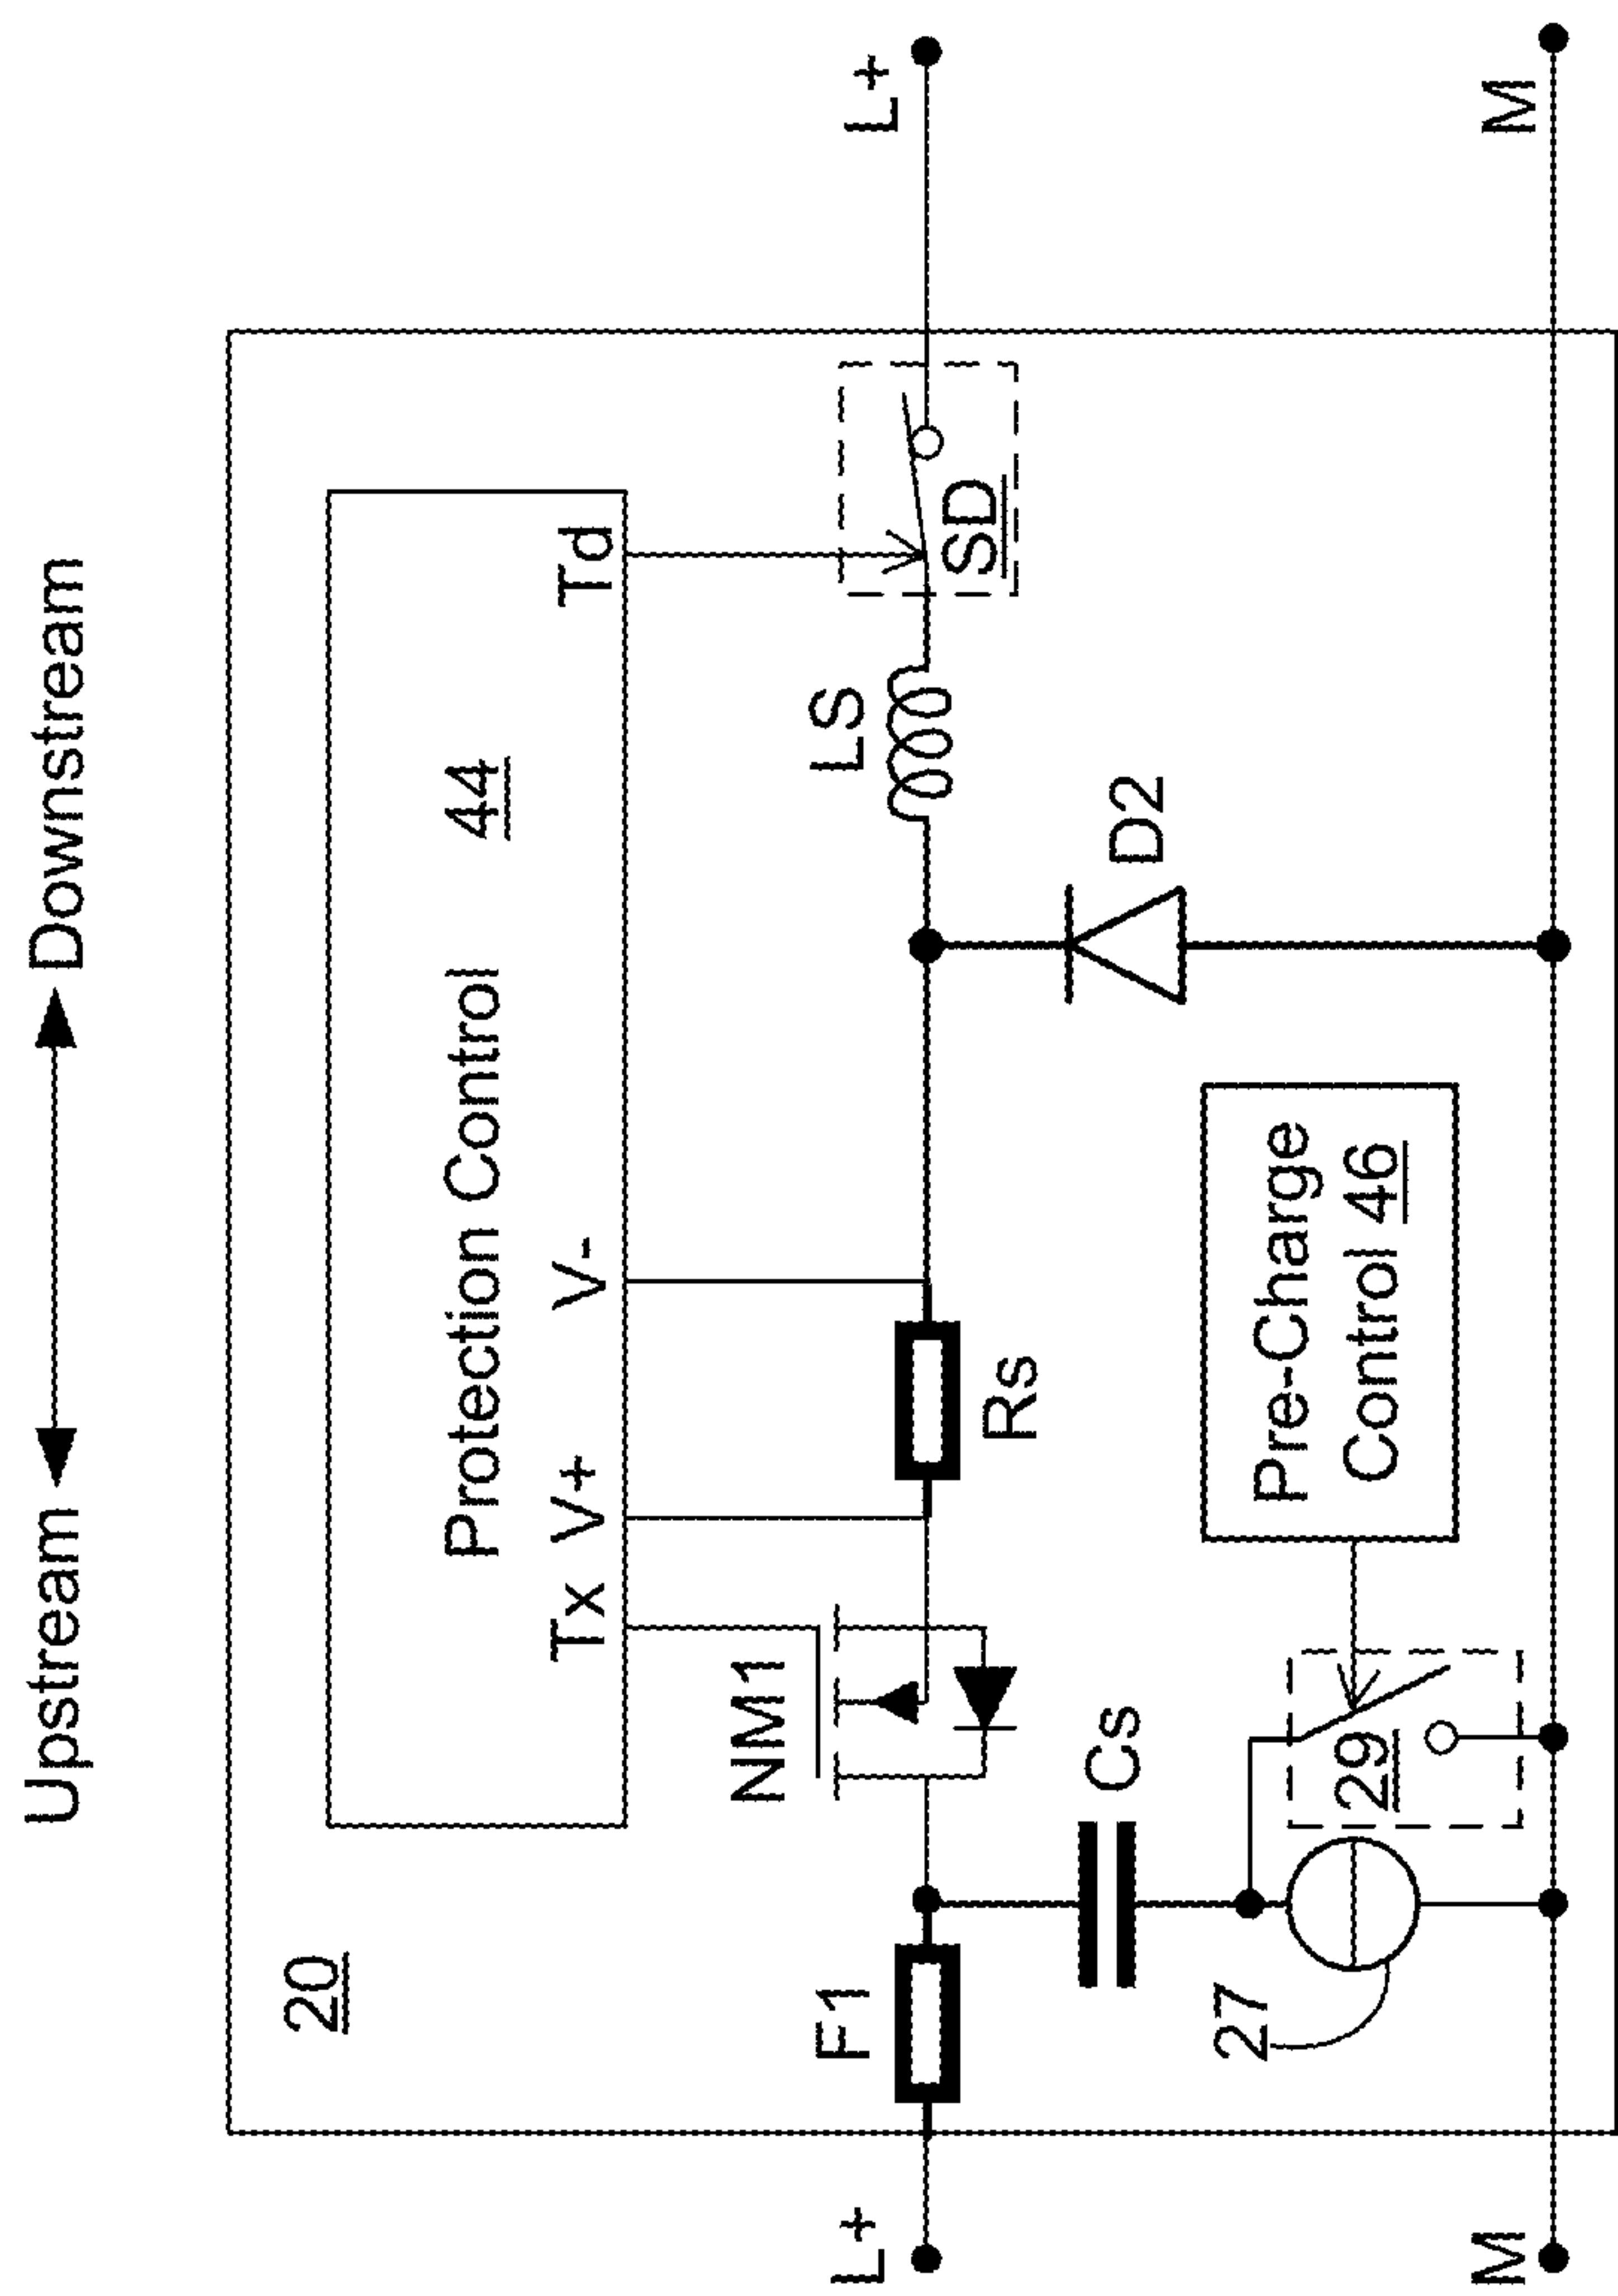 Upstream Downstream
20
Protection Control 44
Tx V+ V- Td
L+ F1 NM1 LS L+
Rs SD
Cs D2
27 29 Pre-Charge
Control 46
M M